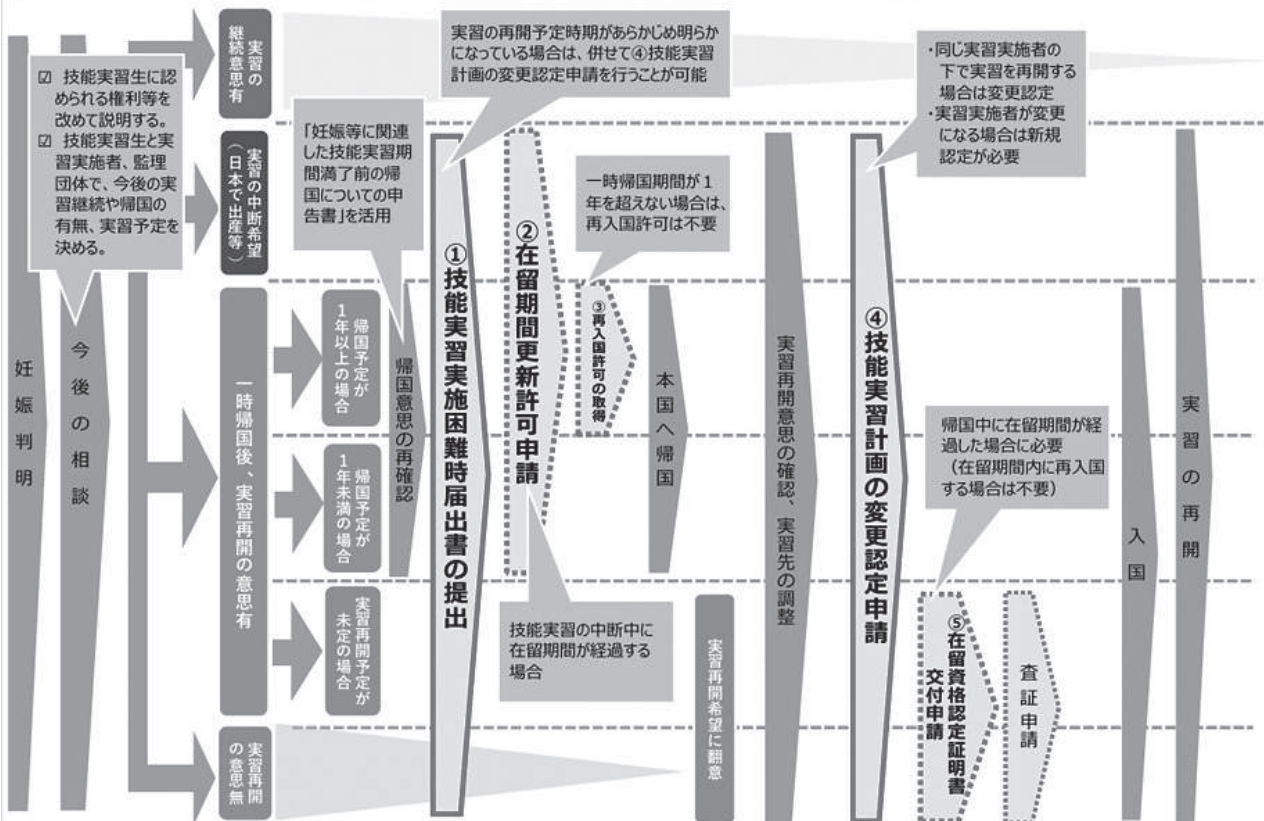 妊娠判明
今後の相談
☑ 技能実習生に認
められる権利等を
改めて説明する。
☑ 技能実習生と実
習実施者、監理
団体で、今後の実
習継続や帰国の
有無、実習予定を
決める。
実習の
継続意思有
実習の中断希望
(日本で出産等)
一時帰国後、実習再開の意思有
実習再開
の意思無
帰国予定が
1年以上の場合
帰国予定が
1年未満の場合
実習再開予定が
未定の場合
「妊娠等に関連
した技能実習期
間満了前の帰
国についての申
告書」を活用
帰国意思の再確認
実習の再開予定時期があらかじめ明らか
になっている場合は、併せて④技能実習
計画の変更認定申請を行うことが可能
①技能実習実施困難時届出書の提出
②在留期間更新許可申請
技能実習の中断中に
在留期間が経過する
場合
一時帰国期間が1
年を超えない場合は、
再入国許可は不要
③再入国許可の取得
本国へ帰国
実習再開希望に翻意
実習再開意思の確認、実習先の調整
・同じ実習実施者の
下で実習を再開する
場合は変更認定
・実習実施者が変更
になる場合は新規
認定が必要
④技能実習計画の変更認定申請
帰国中に在留期間が経
過した場合に必要
(在留期間内に再入国
する場合は不要)
⑤在留資格認定証明書
交付申請
査証申請
入国
実習の再開